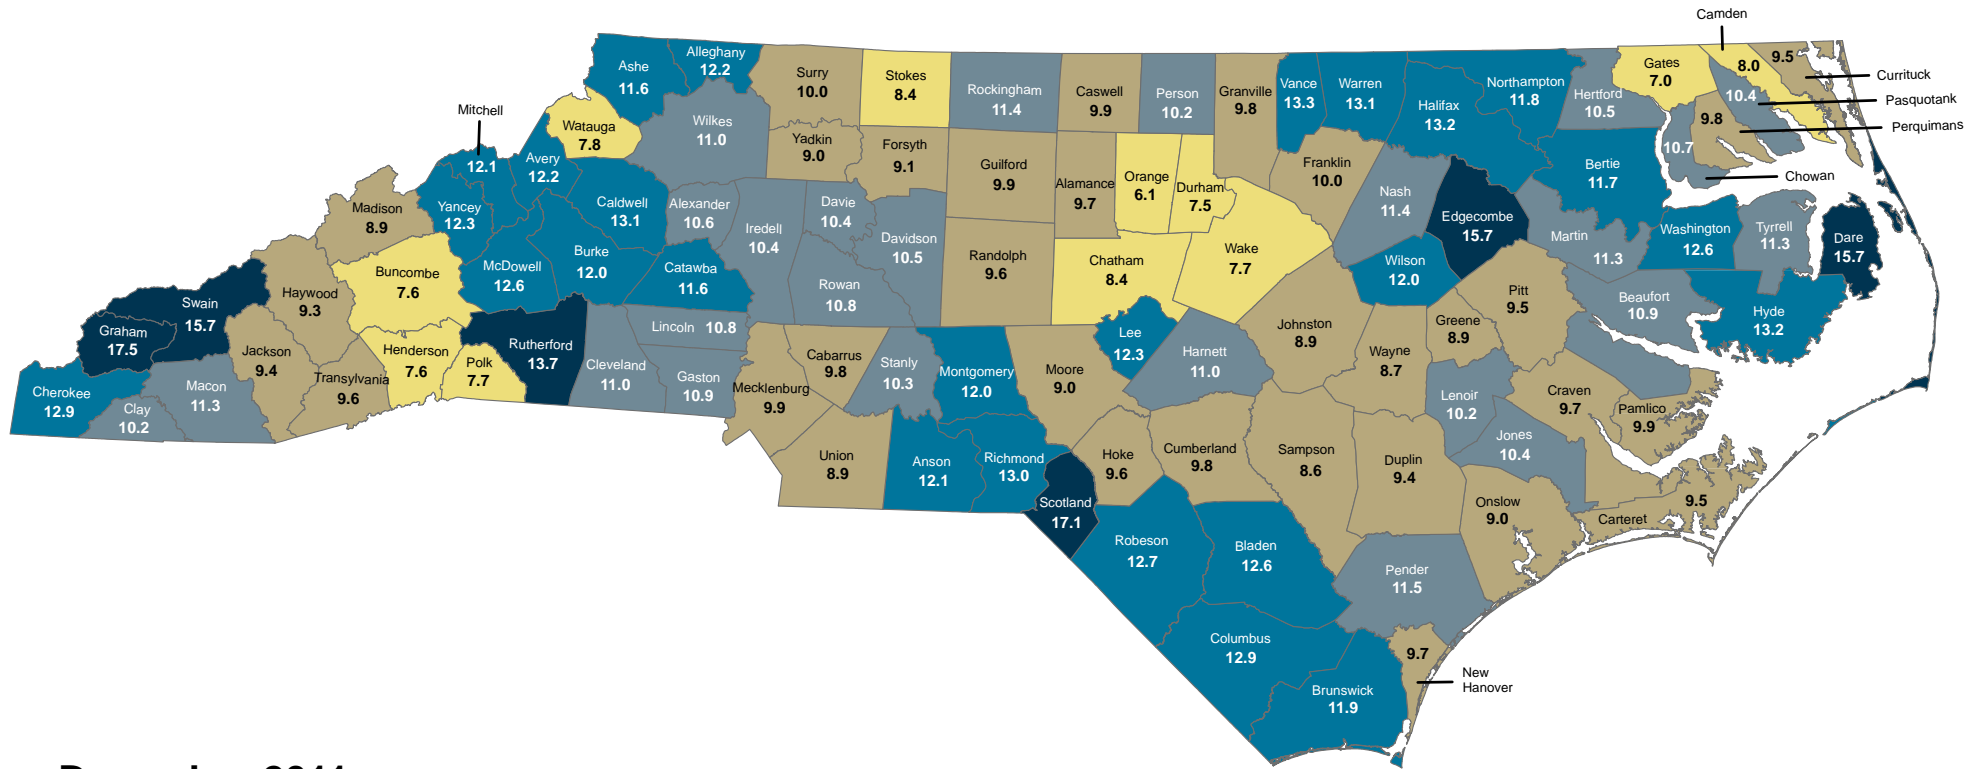 Camden
Alleghany
12.2
Ashe
11.6
Surry
10.0
Stokes
8.4
Rockingham
11.4
Caswell
9.9
Person
10.2
Granville
9.8
Vance
13.3
Warren
13.1
Halifax
13.2
Northampton
11.8
Hertford
10.5
Gates
7.0
8.0
9.5
Currituck
10.4
Pasquotank
9.8
Perquimans
10.7
Chowan
Mitchell
12.1
Watauga
7.8
Wilkes
11.0
Yadkin
9.0
Forsyth
9.1
Guilford
9.9
Alamance
9.7
Orange
6.1
Durham
7.5
Franklin
10.0
Nash
11.4
Edgecombe
15.7
Bertie
11.7
Avery
12.2
Madison
8.9
Yancey
12.3
Caldwell
13.1
Alexander
10.6
Iredell
10.4
Davie
10.4
Davidson
10.5
Randolph
9.6
Chatham
8.4
Wake
7.7
Wilson
12.0
Martin
11.3
Washington
12.6
Tyrrell
11.3
Dare
15.7
Buncombe
7.6
McDowell
12.6
Burke
12.0
Catawba
11.6
Rowan
10.8
Swain
15.7
Haywood
9.3
Graham
17.5
Jackson
9.4
Henderson
7.6
Polk
7.7
Rutherford
13.7
Cleveland
11.0
Lincoln 10.8
Gaston
10.9
Mecklenburg
9.9
Cabarrus
9.8
Stanly
10.3
Montgomery
12.0
Moore
9.0
Lee
12.3
Harnett
11.0
Johnston
8.9
Wayne
8.7
Greene
8.9
Pitt
9.5
Beaufort
10.9
Hyde
13.2
Cherokee
12.9
Clay
10.2
Macon
11.3
Transylvania
9.6
Union
8.9
Anson
12.1
Richmond
13.0
Scotland
17.1
Hoke
9.6
Cumberland
9.8
Sampson
8.6
Duplin
9.4
Lenoir
10.2
Jones
10.4
Craven
9.7
Pamlico
9.9
Onslow
9.0
Carteret
9.5
Robeson
12.7
Bladen
12.6
Pender
11.5
Columbus
12.9
Brunswick
11.9
9.7
New
Hanover